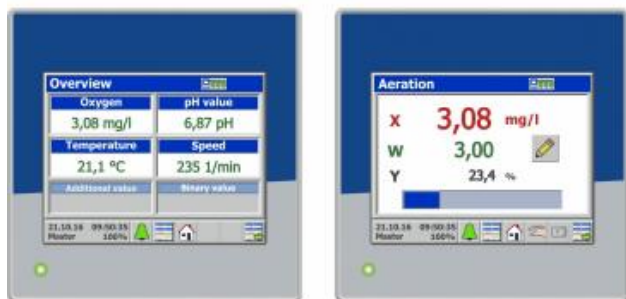 Overview
Oxygen
pH value
3,08 mg/l
6,87 pH
Temperature
Speed
21,1 °C
235 1/min
Additional value
Binary value
21.10.16 09:50:35
Master 100%
Aeration
X 3,08 mg/l
W 3,00
Y 23,4 %
21.10.16 09:50:35
Master 100%